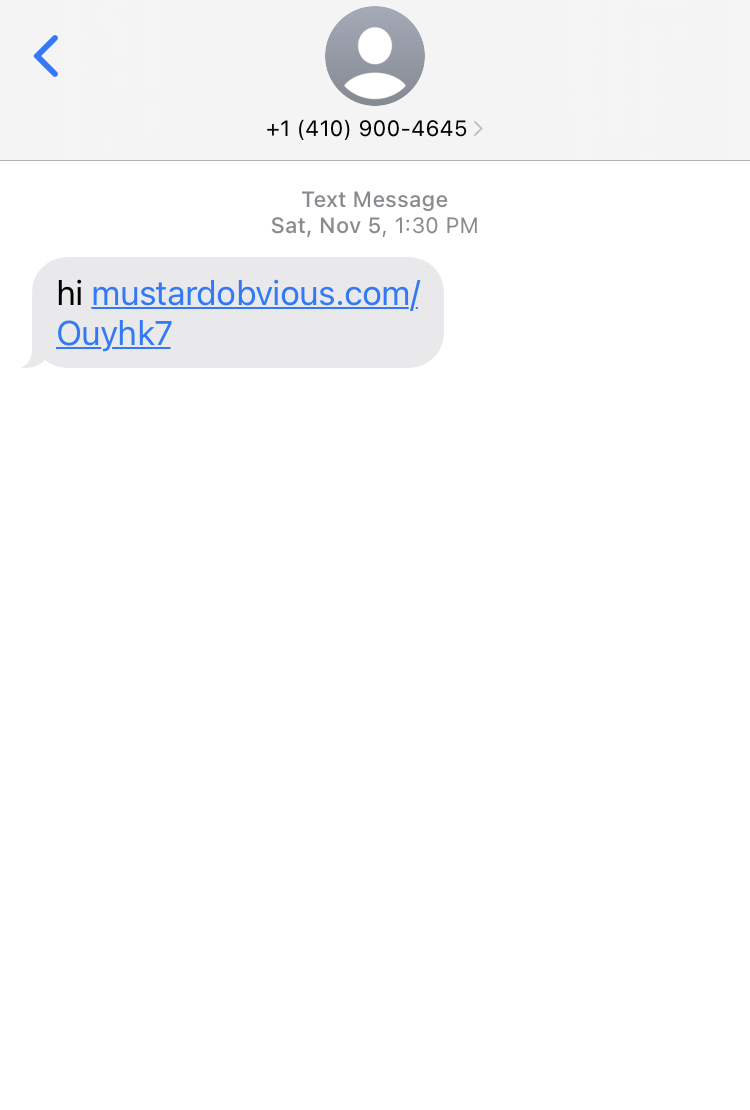 +1 (410) 900-4645
Text Message
Sat, Nov 5, 1:30 PM
hi mustardobvious.com/
Ouyhk7